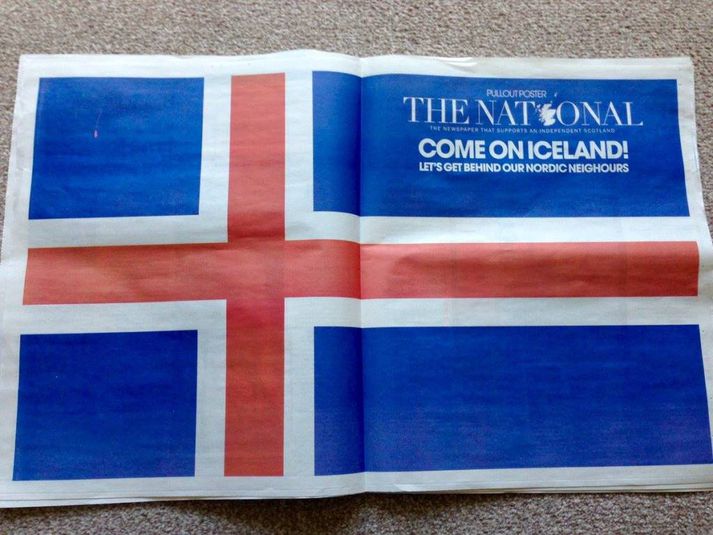 PULLOUT POSTER
THE NATIONAL
THE NEWSPAPER THAT SUPPORTS AN INDEPENDENT SCOTLAND
COME ON ICELAND!
LET'S GET BEHIND OUR NORDIC NEIGHOURS